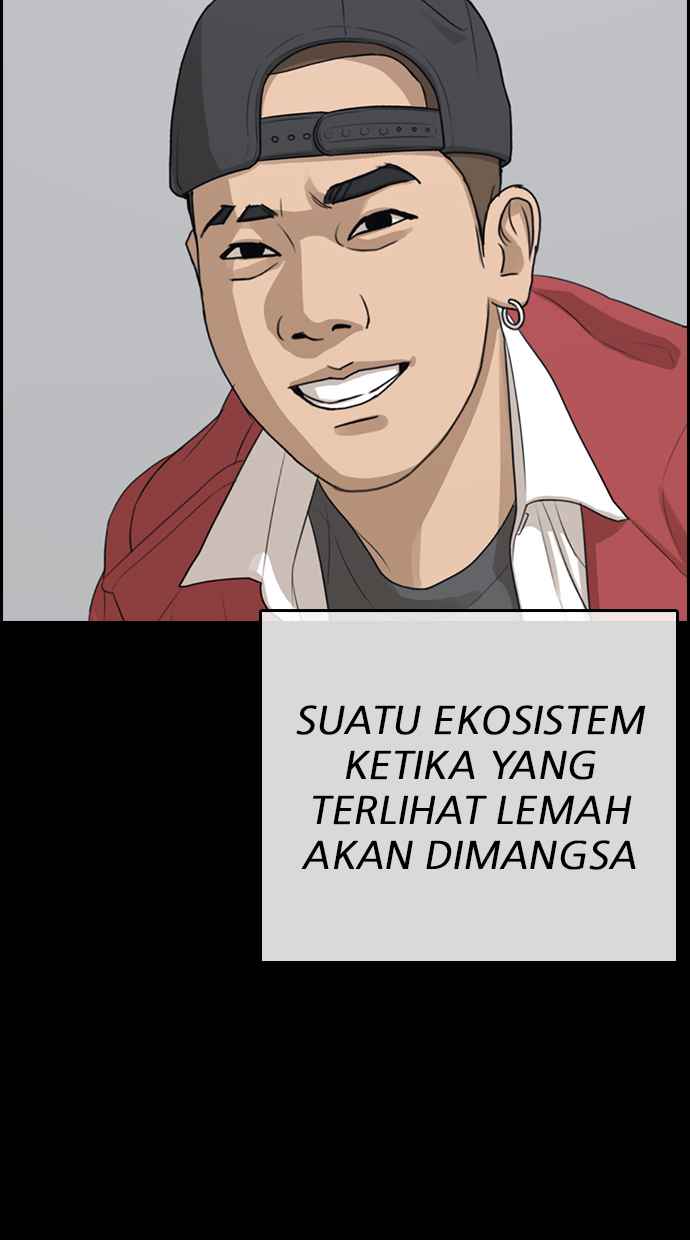 SUATU EKOSISTEM
KETIKA YANG
TERLIHAT LEMAH
AKAN DIMANGSA